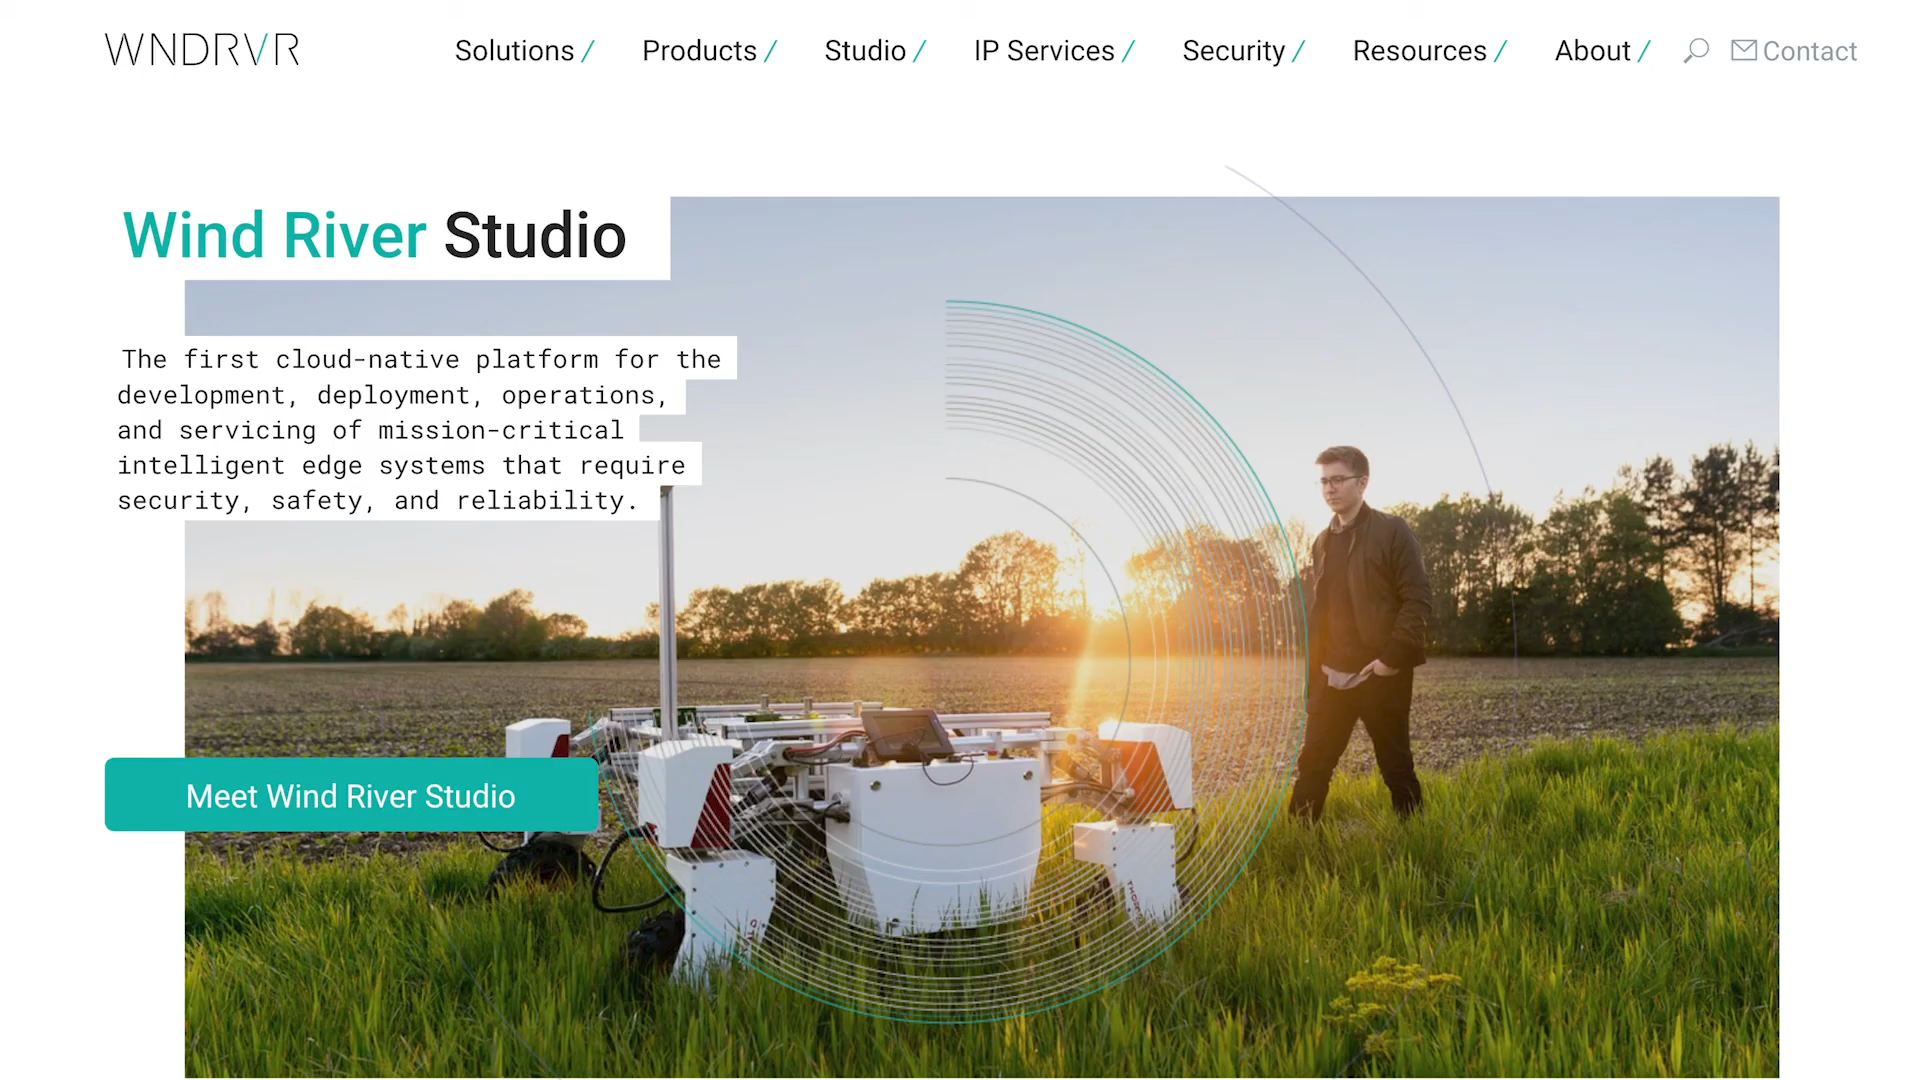 WNDRVR
Solutions / Products / Studio / IP Services / Security / Resources / About / Contact
Wind River Studio
The first cloud-native platform for the
development, deployment, operations,
and servicing of mission-critical
intelligent edge systems that require
security, safety, and reliability.
Meet Wind River Studio